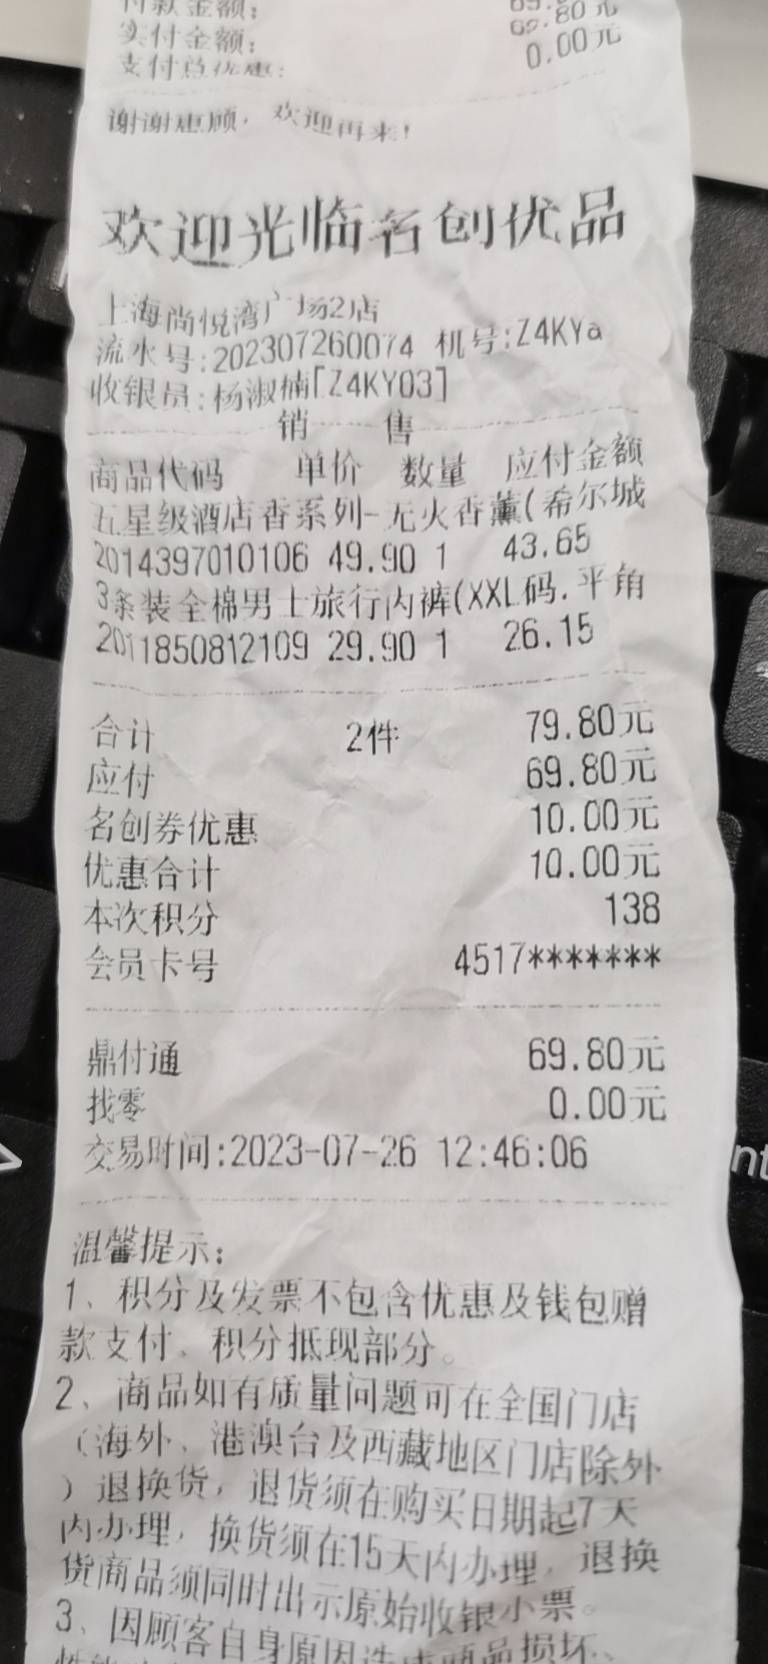 付款金额:
实付金额: 69.80元
支付总优惠: 0.00元
谢谢惠顾，欢迎再来!
欢迎光临名创优品
上海尚悦湾广场2店
流水号:202307260074 机号:Z4KYa
收银员:杨淑楠[Z4KY03]
销 售
商品代码 单价 数量 应付金额
五星级酒店香系列-无火香薰(希尔城
2014397010106 49.90 1 43.65
3条装全棉男士旅行内裤(XXL码.平角
2011850812109 29.90 1 26.15
合计 2件 79.80元
应付 69.80元
名创券优惠 10.00元
优惠合计 10.00元
本次积分 138
会员卡号 4517*******
鼎付通 69.80元
找零 0.00元
交易时间:2023-07-26 12:46:06
温馨提示:
1、积分及发票不包含优惠及钱包赠
款支付、积分抵现部分。
2、商品如有质量问题可在全国门店
（海外、港澳台及西藏地区门店除外
）退换货，退货须在购买日期起7天
内办理，换货须在15天内办理，退换
货商品须同时出示原始收银小票。
3、因顾客自身原因造成商品损坏、